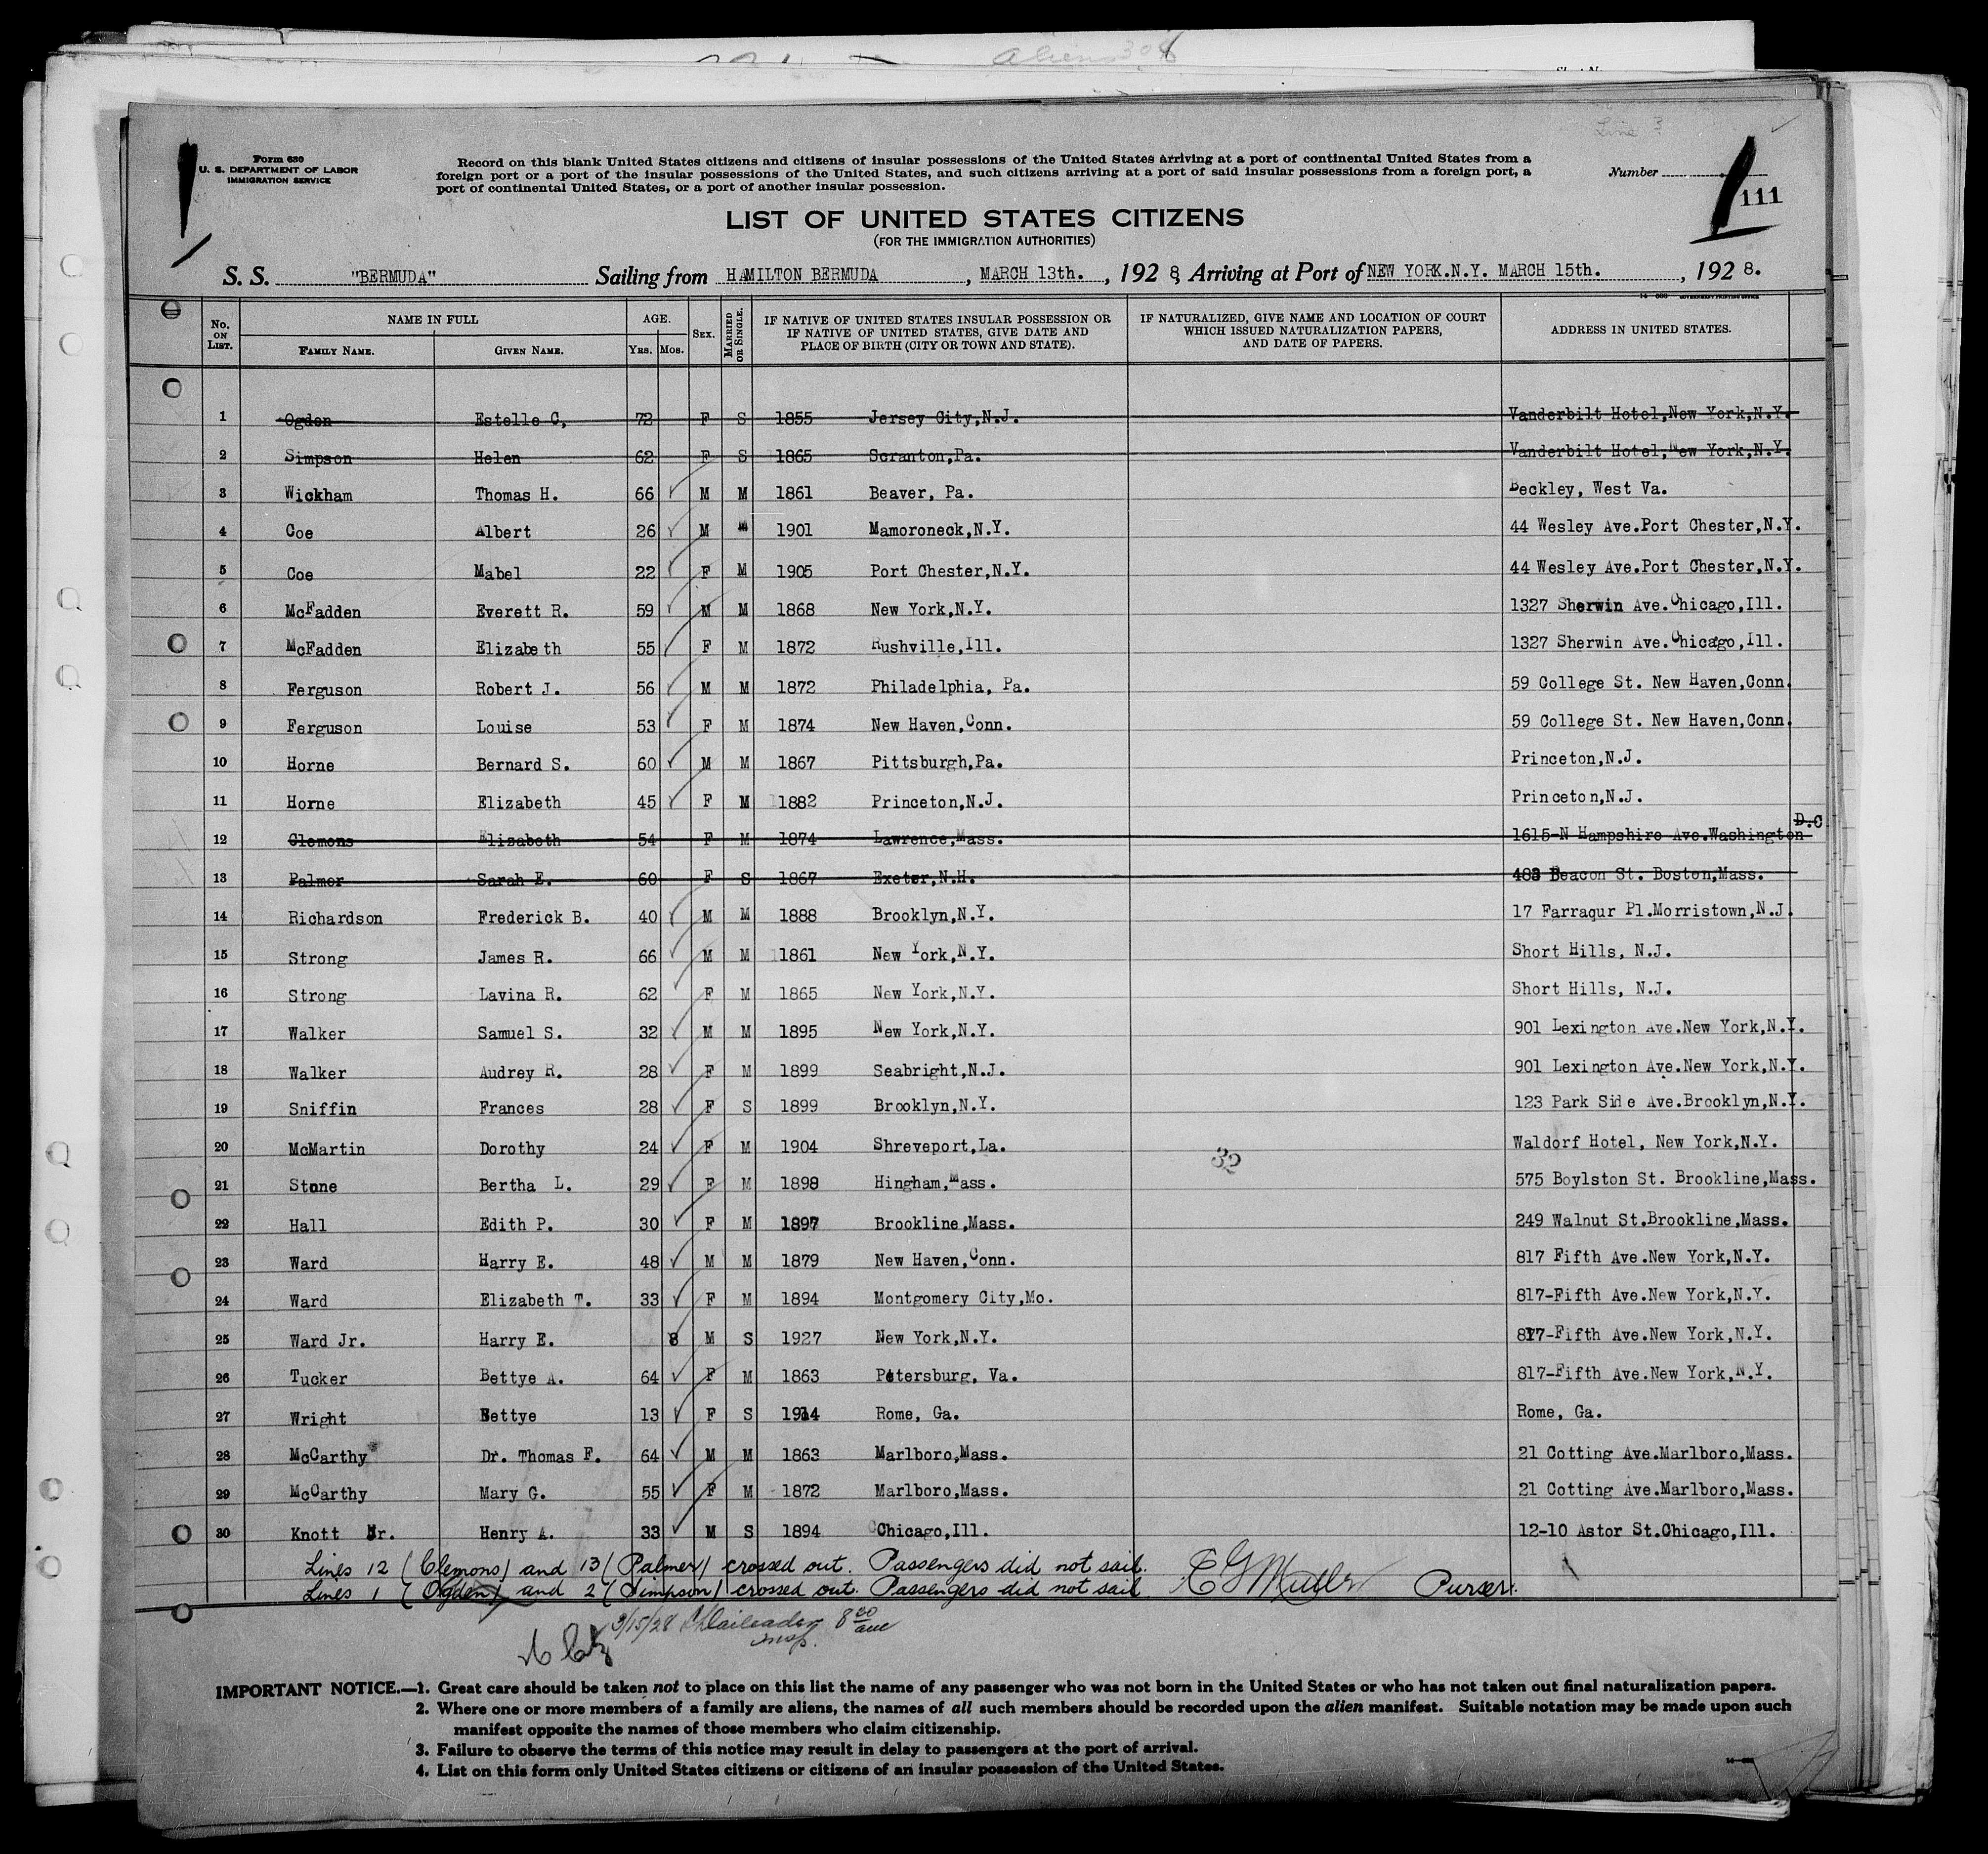 Aliens 308
Line 3
Form 630
U. S. DEPARTMENT OF LABOR
IMMIGRATION SERVICE
Record on this blank United States citizens and citizens of insular possessions of the United States arriving at a port of continental United States from a
foreign port or a port of the insular possessions of the United States, and such citizens arriving at a port of said insular possessions from a foreign port, a
port of continental United States, or a port of another insular possession.
Number
1 111
LIST OF UNITED STATES CITIZENS
(FOR THE IMMIGRATION AUTHORITIES)
S. S. "BERMUDA" Sailing from HAMILTON BERMUDA, MARCH 13th., 1928, Arriving at Port of NEW YORK.N.Y. MARCH 15th., 1928.
No. ON LIST. NAME IN FULL FAMILY NAME. GIVEN NAME. AGE. YRS. MOS. SEX. MARRIED OR SINGLE. IF NATIVE OF UNITED STATES INSULAR POSSESSION OR IF NATIVE OF UNITED STATES, GIVE DATE AND PLACE OF BIRTH (CITY OR TOWN AND STATE). IF NATURALIZED, GIVE NAME AND LOCATION OF COURT WHICH ISSUED NATURALIZATION PAPERS, AND DATE OF PAPERS. ADDRESS IN UNITED STATES.
1 Ogden Estelle C, 72 F S 1855 Jersey City,N.J. Vanderbilt Hotel,New York,N.Y.
2 Simpson Helen 62 F S 1865 Scranton,Pa. Vanderbilt Hotel,New York,N.Y.
3 Wickham Thomas H. 66 M M 1861 Beaver, Pa. Beckley, West Va.
4 Coe Albert 26 M M 1901 Mamoroneck,N.Y. 44 Wesley Ave.Port Chester,N.Y.
5 Coe Mabel 22 F M 1905 Port Chester,N.Y. 44 Wesley Ave.Port Chester,N.Y.
6 McFadden Everett R. 59 M M 1868 New York,N.Y. 1327 Sherwin Ave.Chicago,Ill.
7 McFadden Elizabeth 55 F M 1872 Rushville,Ill. 1327 Sherwin Ave.Chicago,Ill.
8 Ferguson Robert J. 56 M M 1872 Philadelphia, Pa. 59 College St. New Haven,Conn.
9 Ferguson Louise 53 F M 1874 New Haven,Conn. 59 College St. New Haven,Conn.
10 Horne Bernard S. 60 M M 1867 Pittsburgh,Pa. Princeton,N.J.
11 Horne Elizabeth 45 F M 1882 Princeton,N.J. Princeton,N.J.
12 Clemons Elizabeth 54 F M 1874 Lawrence,Mass. 1615-N Hampshire Ave.Washington D.C
13 Palmer Sarah E. 60 F S 1867 Exeter,N.H. 483 Beacon St. Boston,Mass.
14 Richardson Frederick B. 40 M M 1888 Brooklyn,N.Y. 17 Farraqur Pl.Morristown,N.J.
15 Strong James R. 66 M M 1861 New York,N.Y. Short Hills, N.J.
16 Strong Lavina R. 62 F M 1865 New York,N.Y. Short Hills, N.J.
17 Walker Samuel S. 32 M M 1895 New York,N.Y. 901 Lexington Ave.New York,N.Y.
18 Walker Audrey R. 28 F M 1899 Seabright,N.J. 901 Lexington Ave.New York,N.Y.
19 Sniffin Frances 28 F S 1899 Brooklyn,N.Y. 123 Park Side Ave.Brooklyn,N.Y.
20 McMartin Dorothy 24 F M 1904 Shreveport,La. Waldorf Hotel, New York,N.Y.
32
21 Stone Bertha L. 29 F M 1898 Hingham,Mass. 575 Boylston St. Brookline,Mass.
22 Hall Edith P. 30 F M 1897 Brookline,Mass. 249 Walnut St.Brookline,Mass.
23 Ward Harry E. 48 M M 1879 New Haven,Conn. 817 Fifth Ave.New York,N.Y.
24 Ward Elizabeth T. 33 F M 1894 Montgomery City,Mo. 817-Fifth Ave.New York,N.Y.
25 Ward Jr. Harry E. 8 M S 1927 New York,N.Y. 817-Fifth Ave.New York,N.Y.
26 Tucker Bettye A. 64 F M 1863 Petersburg, Va. 817-Fifth Ave.New York,N.Y.
27 Wright Bettye 13 F S 1914 Rome, Ga. Rome, Ga.
28 McCarthy Dr. Thomas F. 64 M M 1863 Marlboro,Mass. 21 Cotting Ave.Marlboro,Mass.
29 McCarthy Mary G. 55 F M 1872 Marlboro,Mass. 21 Cotting Ave.Marlboro,Mass.
30 Knott Jr. Henry A. 33 M S 1894 Chicago,Ill. 12-10 Astor St.Chicago,Ill.
Lines 12 (Clemons) and 13 (Palmer) crossed out. Passengers did not sail.
Lines 1 (Ogden) and 2 (Simpson) crossed out. Passengers did not sail Purser.
3/15/28 insp. 8 00
IMPORTANT NOTICE.—1. Great care should be taken not to place on this list the name of any passenger who was not born in the United States or who has not taken out final naturalization papers.
2. Where one or more members of a family are aliens, the names of all such members should be recorded upon the alien manifest. Suitable notation may be made upon such
manifest opposite the names of those members who claim citizenship.
3. Failure to observe the terms of this notice may result in delay to passengers at the port of arrival.
4. List on this form only United States citizens or citizens of an insular possession of the United States.